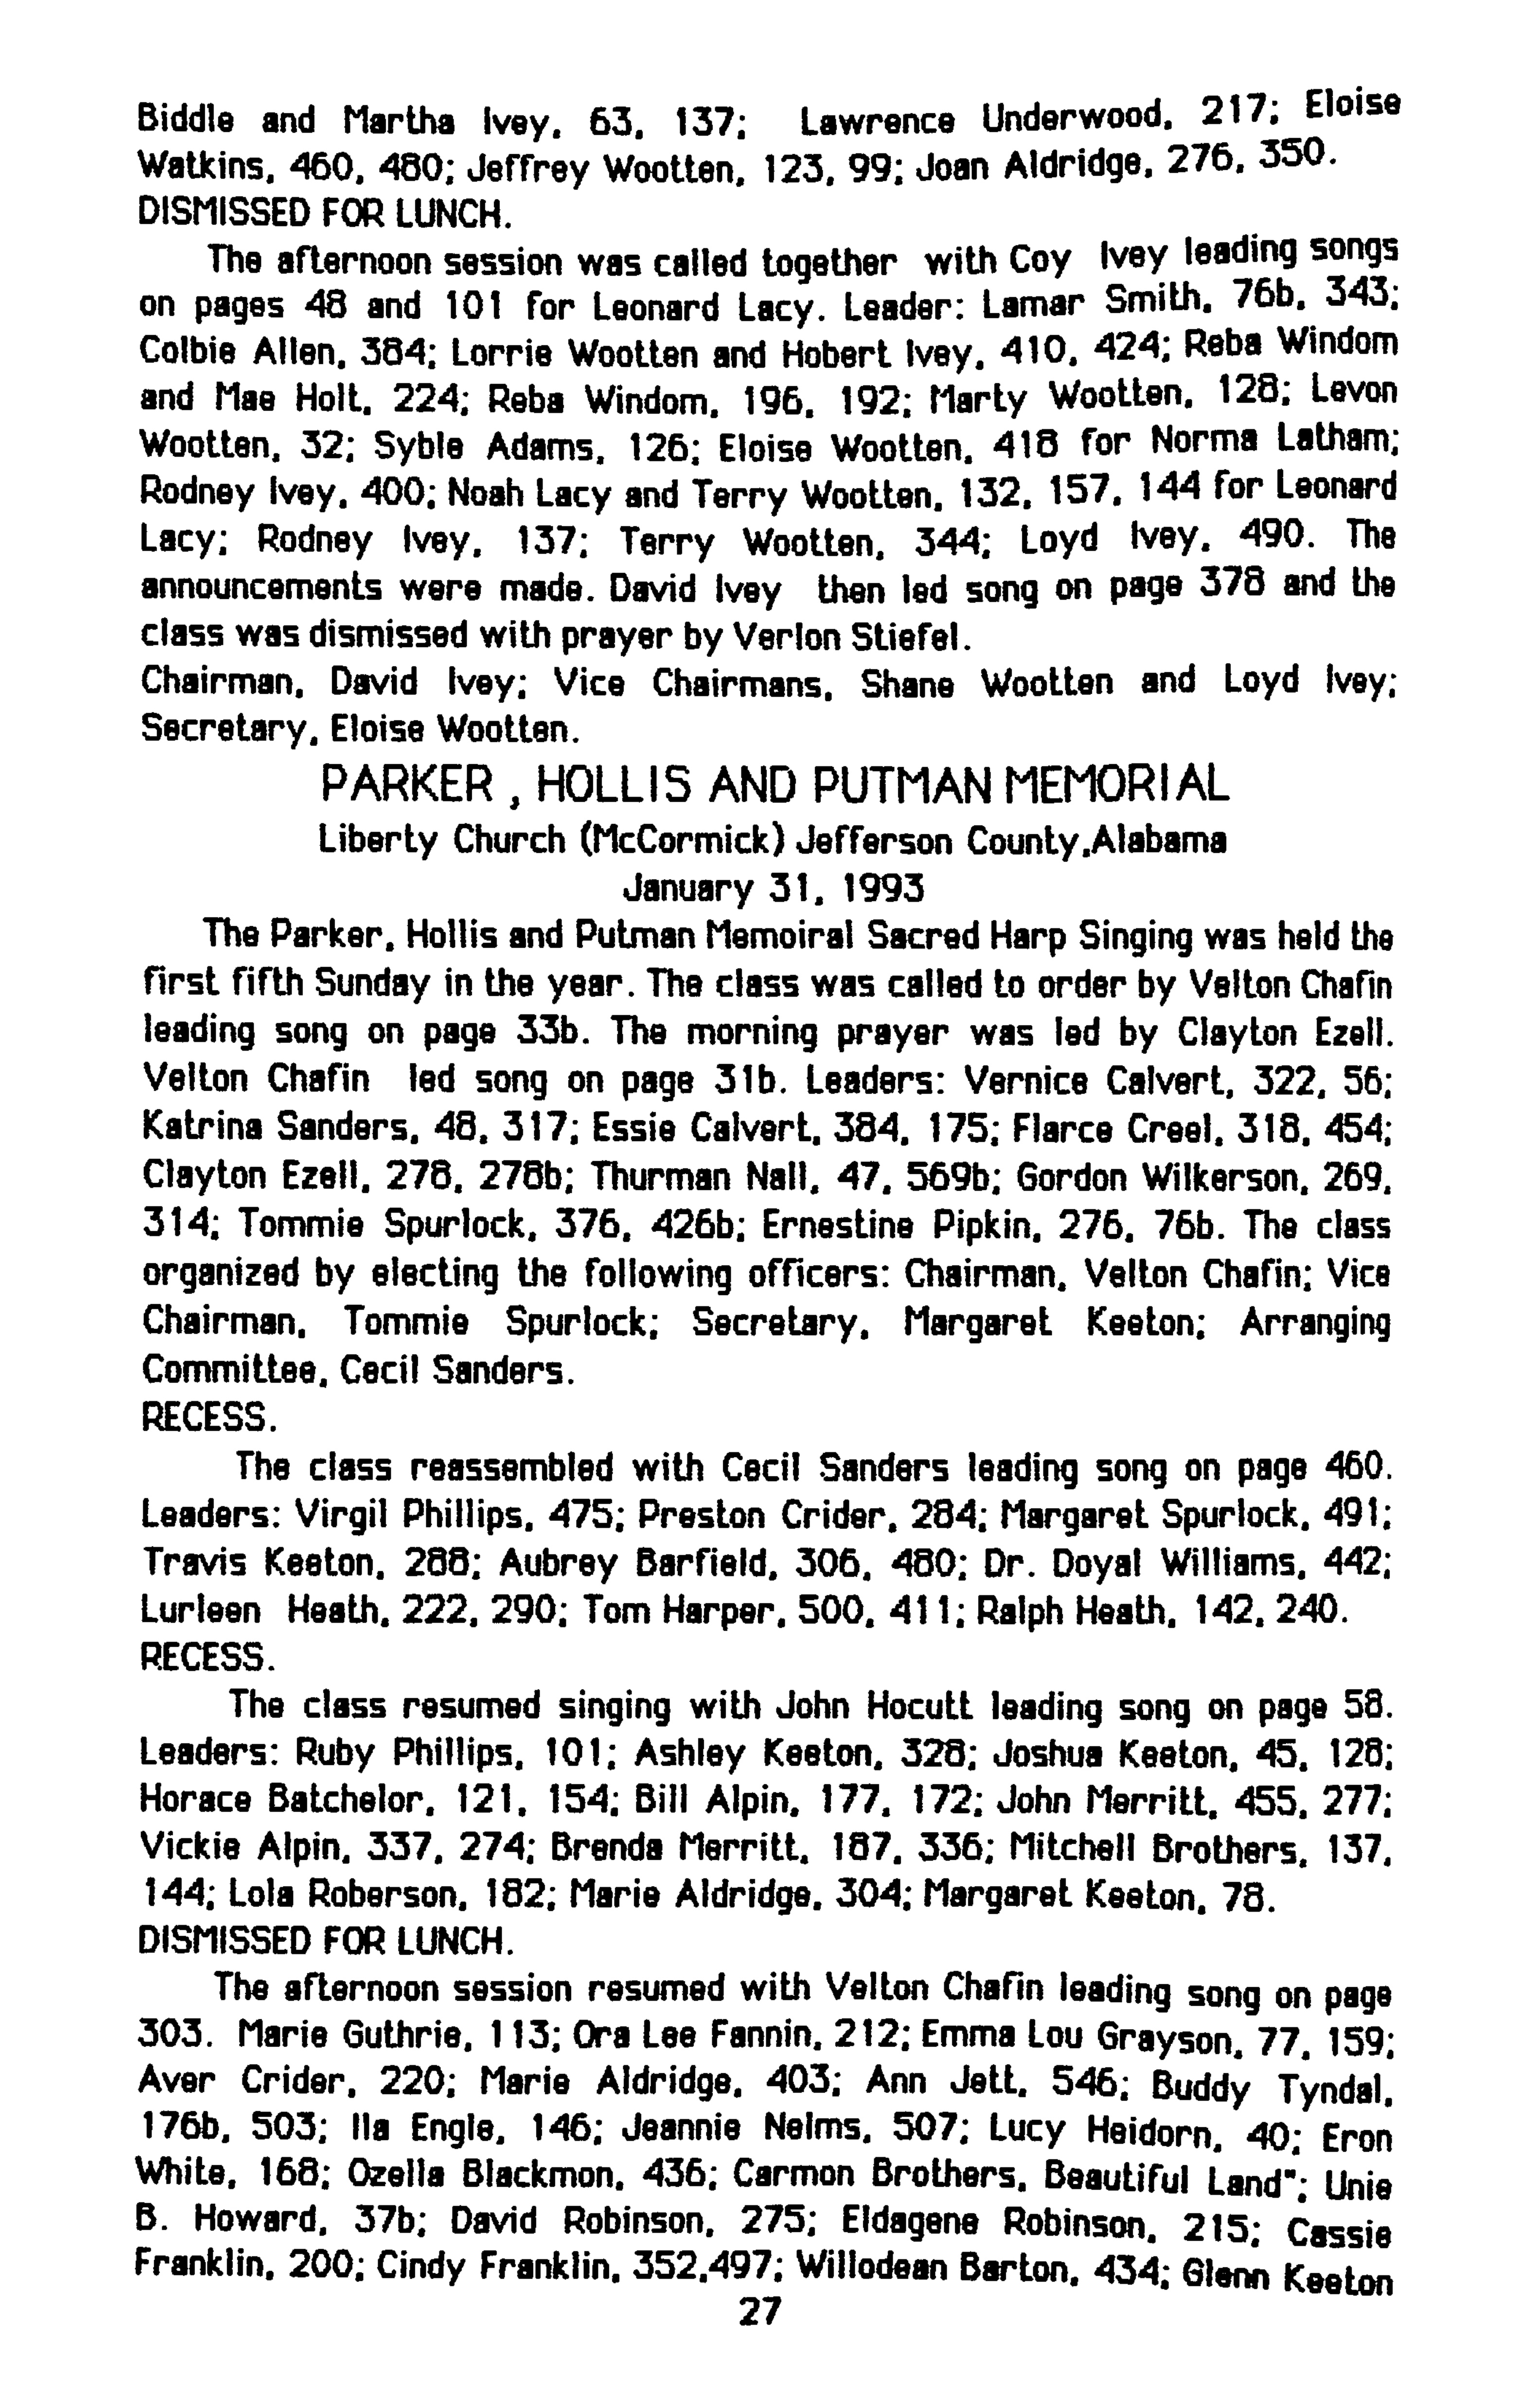 Biddle and Martha Ivey, 63, 137; Lawrence Underwood, 217; Eloise
Watkins, 460, 480; Jeffrey Wootten, 123, 99; Joan Aldridge, 276, 350.
DISMISSED FOR LUNCH.
The afternoon session was called together with Coy Ivey leading songs
on pages 48 and 101 for Leonard Lacy. Leader: Lamar Smith, 76b, 343;
Colbie Allen, 384; Lorrie Wootten and Hobert Ivey, 410, 424; Reba Windom
and Mae Holt, 224; Reba Windom, 196, 192; Marty Wootten, 128; Levon
Wootten, 32; Syble Adams, 126; Eloise Wootten, 418 for Norma Latham;
Rodney Ivey, 400; Noah Lacy and Terry Wootten, 132, 157, 144 for Leonard
Lacy; Rodney Ivey, 137; Terry Wootten, 344; Loyd Ivey, 490. The
announcements were made. David Ivey then led song on page 378 and the
class was dismissed with prayer by Verlon Stiefel.
Chairman, David Ivey; Vice Chairmans, Shane Wootten and Loyd Ivey;
Secretary, Eloise Wootten.
PARKER , HOLLIS AND PUTMAN MEMORIAL
Liberty Church (McCormick) Jefferson County,Alabama
January 31, 1993
The Parker, Hollis and Putman Memoiral Sacred Harp Singing was held the
first fifth Sunday in the year. The class was called to order by Velton Chafin
leading song on page 33b. The morning prayer was led by Clayton Ezell.
Velton Chafin led song on page 31b. Leaders: Vernice Calvert, 322, 56;
Katrina Sanders, 48, 317; Essie Calvert, 384, 175; Flarce Creel, 318, 454;
Clayton Ezell, 278, 278b; Thurman Nall, 47, 569b; Gordon Wilkerson, 269,
314; Tommie Spurlock, 376, 426b; Ernestine Pipkin, 276, 76b. The class
organized by electing the following officers: Chairman, Velton Chafin; Vice
Chairman, Tommie Spurlock; Secretary, Margaret Keeton; Arranging
Committee, Cecil Sanders.
RECESS.
The class reassembled with Cecil Sanders leading song on page 460.
Leaders: Virgil Phillips, 475; Preston Crider, 284; Margaret Spurlock, 491;
Travis Keeton, 288; Aubrey Barfield, 306, 480; Dr. Doyal Williams, 442;
Lurleen Heath, 222, 290; Tom Harper, 500, 411; Ralph Heath, 142, 240.
RECESS.
The class resumed singing with John Hocutt leading song on page 58.
Leaders: Ruby Phillips, 101; Ashley Keeton, 328; Joshua Keeton, 45, 128;
Horace Batchelor, 121, 154; Bill Alpin, 177, 172; John Merritt, 455, 277;
Vickie Alpin, 337, 274; Brenda Merritt, 187, 336; Mitchell Brothers, 137,
144; Lola Roberson, 182; Marie Aldridge, 304; Margaret Keeton, 78.
DISMISSED FOR LUNCH.
The afternoon session resumed with Velton Chafin leading song on page
303. Marie Guthrie, 113; Ora Lee Fannin, 212; Emma Lou Grayson, 77, 159;
Aver Crider, 220; Marie Aldridge, 403; Ann Jett, 546; Buddy Tyndal,
176b, 503; Ila Engle, 146; Jeannie Nelms, 507; Lucy Heidorn, 40; Eron
White, 168; Ozella Blackmon, 436; Carmon Brothers, Beautiful Land"; Unie
B. Howard, 37b; David Robinson, 275; Eldagene Robinson, 215; Cassie
Franklin, 200; Cindy Franklin, 352,497; Willodean Barton, 434; Glenn Keeton
27